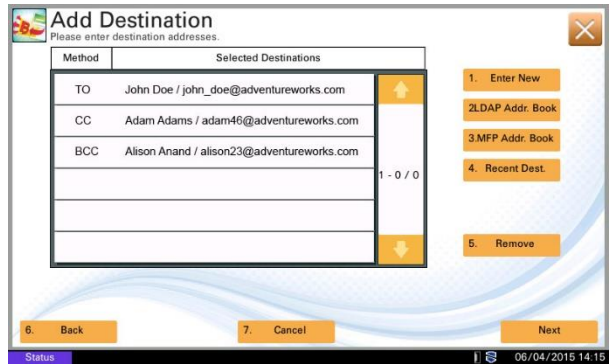 Add Destination
Please enter destination addresses.
Method Selected Destinations
TO John Doe / john_doe@adventureworks.com
CC Adam Adams / adam46@adventureworks.com
BCC Alison Anand / alison23@adventureworks.com
1 - 0 / 0
1. Enter New
2LDAP Addr. Book
3.MFP Addr. Book
4. Recent Dest.
5. Remove
6. Back 7. Cancel Next
Status 06/04/2015 14:15